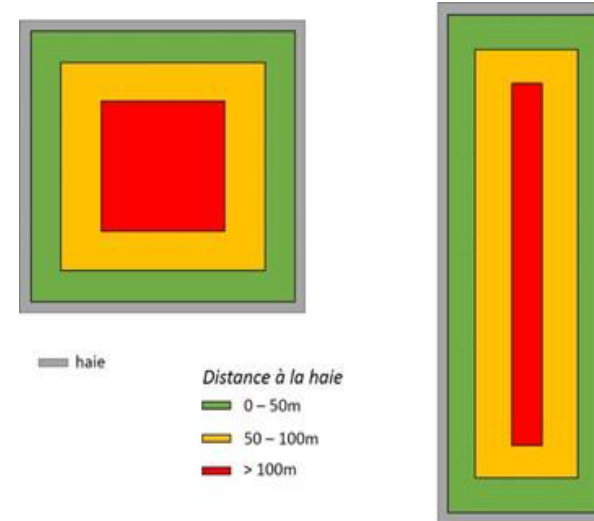 haie
Distance à la haie
0 – 50m
50 – 100m
> 100m